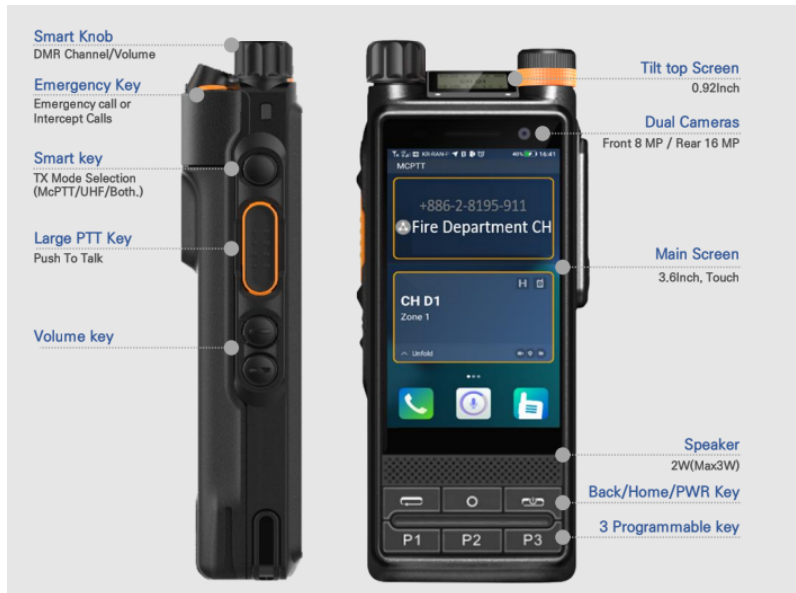 Smart Knob
DMR Channel/Volume
Emergency Key
Emergency call or
Intercept Calls
Smart key
TX Mode Selection
(McPTT/UHF/Both.)
Large PTT Key
Push To Talk
Volume key
Tilt top Screen
0.92Inch
Dual Cameras
Front 8 MP / Rear 16 MP
16:41
MCPTT
+886-2-8195-911
Fire Department CH
H
CH D1
Zone 1
Unfold
Main Screen
3.6Inch, Touch
Speaker
2W(Max3W)
Back/Home/PWR Key
3 Programmable key
P1 P2 P3